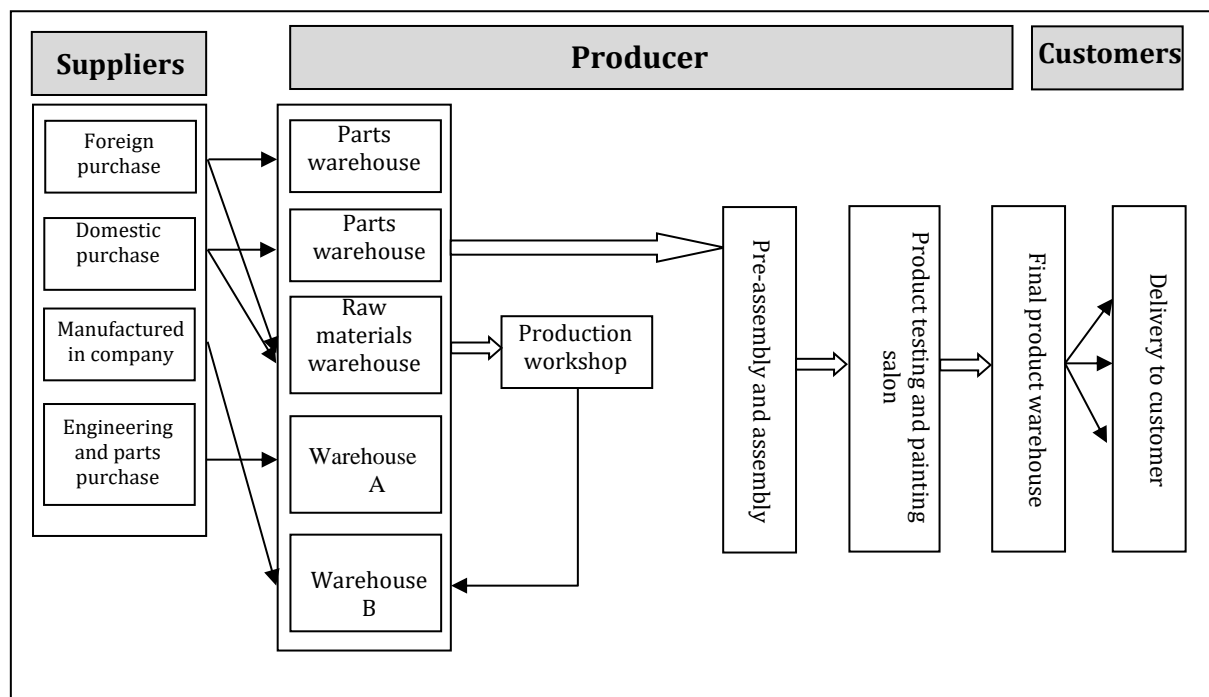 Suppliers
Producer
Customers
Foreign
purchase
Domestic
purchase
Manufactured
in company
Engineering
and parts
purchase
Parts
warehouse
Parts
warehouse
Raw
materials
warehouse
Warehouse
A
Warehouse
B
Production
workshop
Pre-assembly and assembly
Product testing and painting
salon
Final product warehouse
Delivery to customer